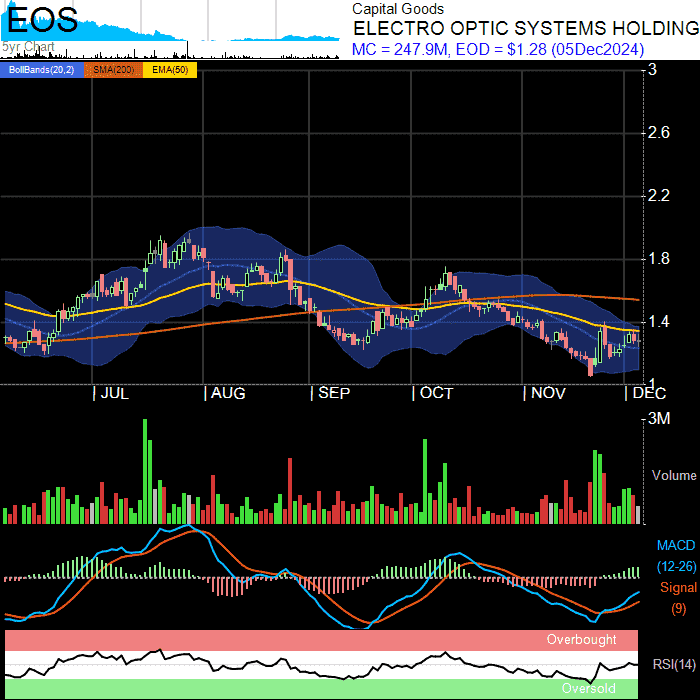 EOS
5yr Chart
Capital Goods
ELECTRO OPTIC SYSTEMS HOLDING
MC = 247.9M, EOD = $1.28 (05Dec2024)
BollBands(20,2) SMA(200) EMA(50)
3
2.6
2.2
1.8
1.4
1
JUL AUG SEP OCT NOV DEC
3M
Volume
MACD
(12-26)
Signal
(9)
Overbought
RSI(14)
Oversold